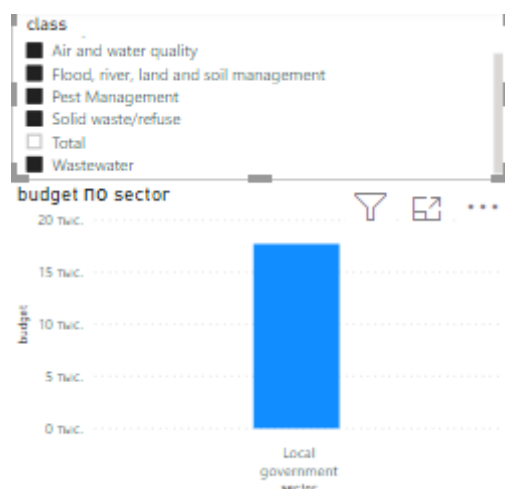 class
Air and water quality
Flood, river, land and soil management
Pest Management
Solid waste/refuse
Total
Wastewater
budget по sector
20 тыс.
15 тыс.
10 тыс.
5 тыс.
0 тыс.
budget
Local
government